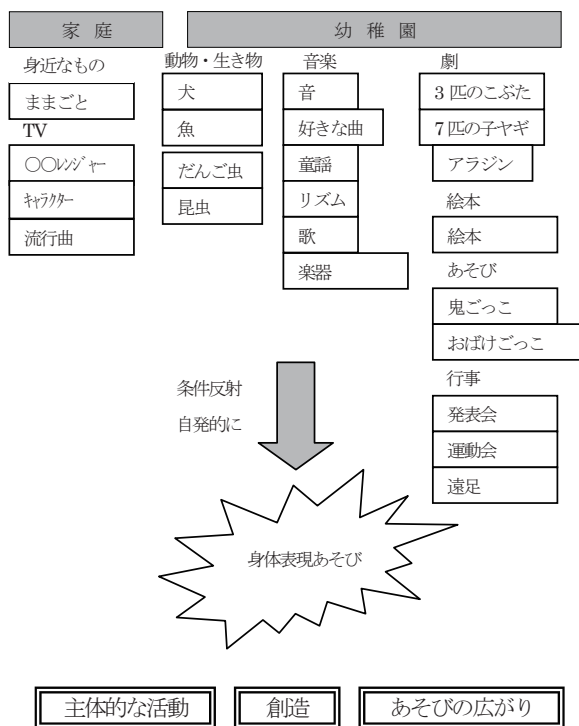 家 庭
身近なもの
ままごと
TV
〇〇ﾚﾝｼﾞｬｰ
ｷｬﾗｸﾀｰ
流行曲
幼 稚 園
動物・生き物
犬
魚
だんご虫
昆虫
音楽
音
好きな曲
童謡
リズム
歌
楽器
劇
3 匹のこぶた
7 匹の子ヤギ
アラジン
絵本
絵本
あそび
鬼ごっこ
おばけごっこ
行事
発表会
運動会
遠足
条件反射
自発的に
身体表現あそび
主体的な活動
創造
あそびの広がり